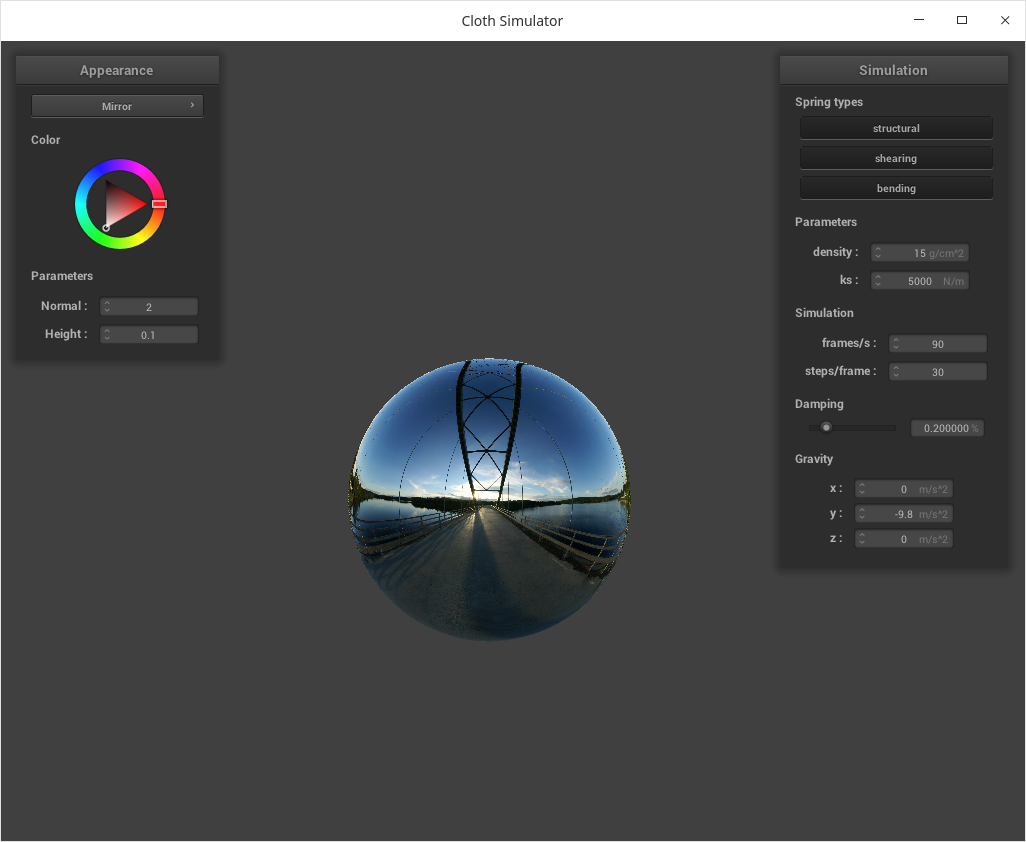 Cloth Simulator
Appearance
Mirror
Color
Parameters
Normal : 2
Height : 0.1
Simulation
Spring types
structural
shearing
bending
Parameters
density : 15 g/cm^2
ks : 5000 N/m
Simulation
frames/s : 90
steps/frame : 30
Damping
0.200000 %
Gravity
x : 0 m/s^2
y : -9.8 m/s^2
z : 0 m/s^2